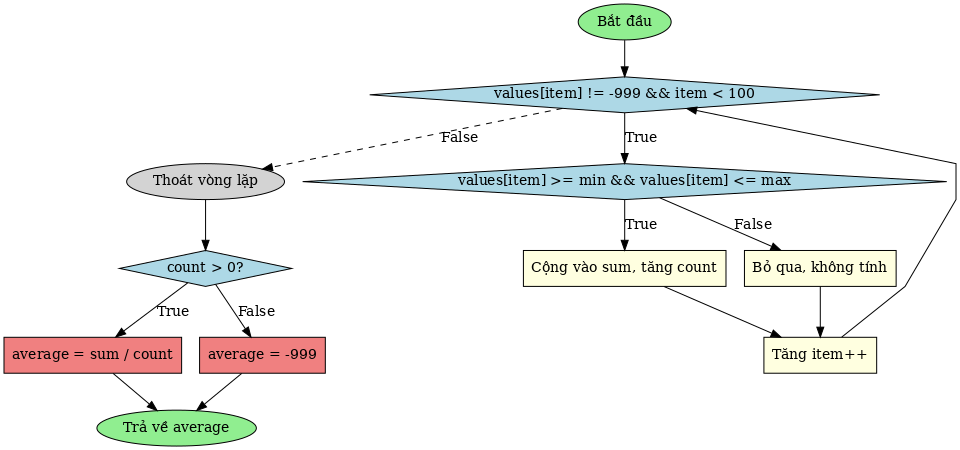 Bắt đầu
values[item] != -999 && item < 100
False
True
Thoát vòng lặp
values[item] >= min && values[item] <= max
True
False
count > 0?
Cộng vào sum, tăng count
Bỏ qua, không tính
True
False
average = sum / count
average = -999
Tăng item++
Trả về average